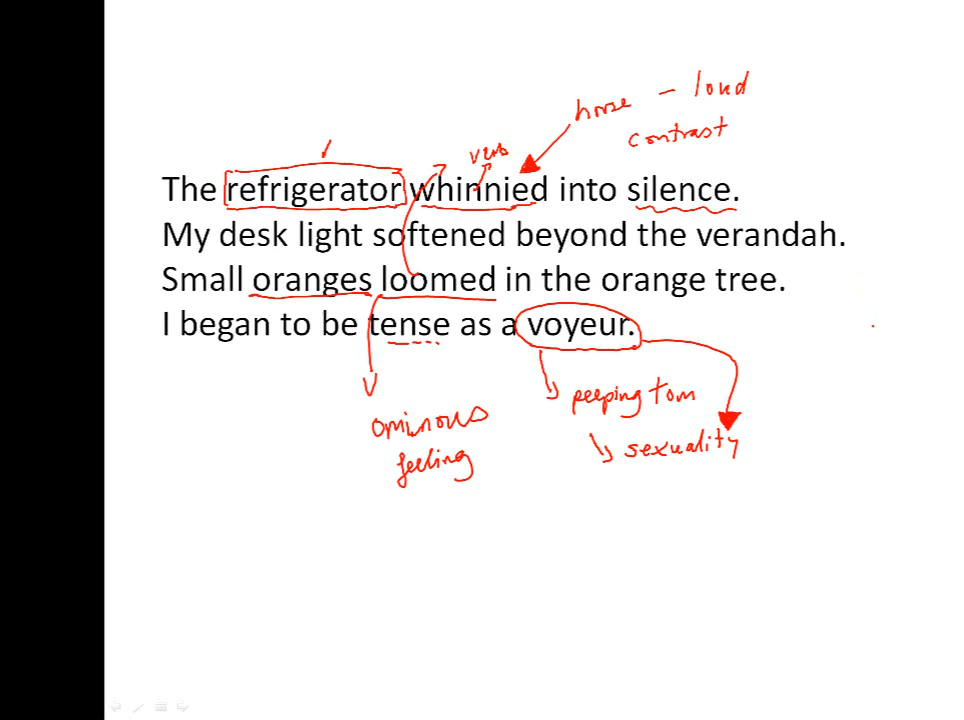 horse – loud
contrast
verb
The refrigerator whinnied into silence.
My desk light softened beyond the verandah.
Small oranges loomed in the orange tree.
I began to be tense as a voyeur.
peeping tom
ominous
feeling
sexuality